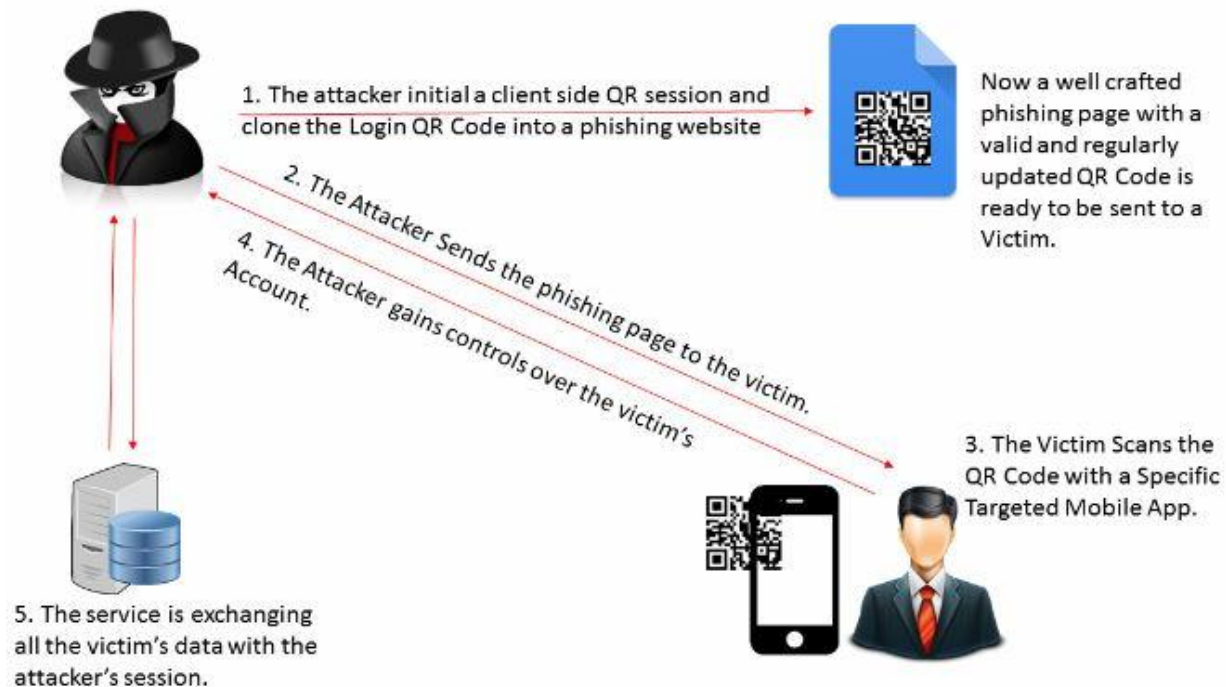 1. The attacker initial a client side QR session and
clone the Login QR Code into a phishing website
Now a well crafted
phishing page with a
valid and regularly
updated QR Code is
ready to be sent to a
Victim.
2. The Attacker Sends the phishing page to the victim.
4. The Attacker gains controls over the victim's
Account.
3. The Victim Scans the
QR Code with a Specific
Targeted Mobile App.
5. The service is exchanging
all the victim's data with the
attacker's session.